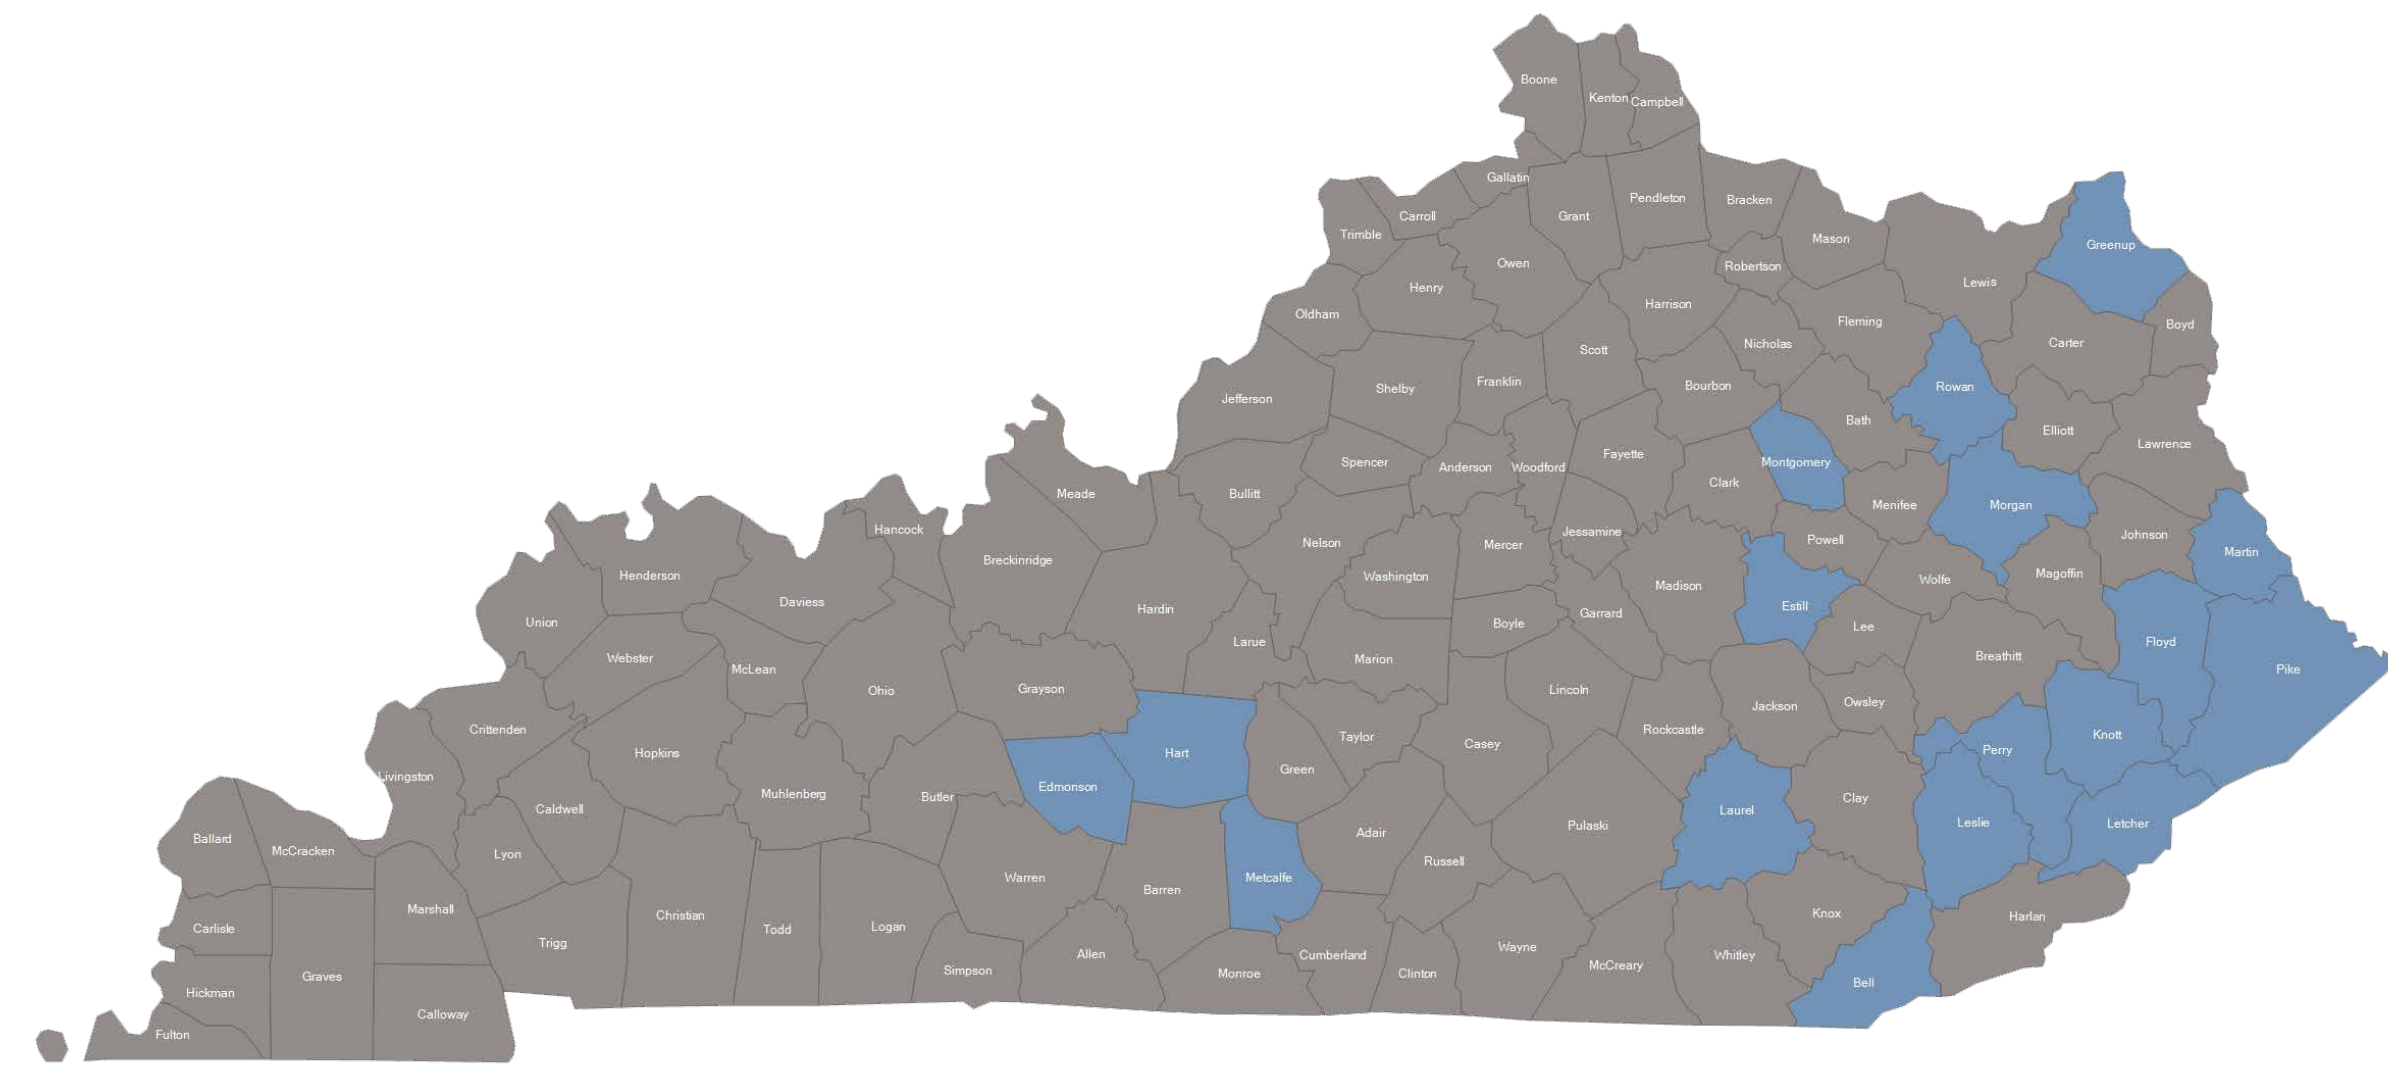 Boone
Kenton
Campbell
Gallatin
Carroll
Grant
Pendleton
Bracken
Trimble
Mason
Owen
Robertson
Greenup
Henry
Lewis
Oldham
Harrison
Fleming
Boyd
Scott
Nicholas
Carter
Shelby
Franklin
Bourbon
Rowan
Jefferson
Bath
Elliott
Lawrence
Spencer
Anderson
Woodford
Fayette
Montgomery
Clark
Meade
Bullitt
Menifee
Morgan
Hancock
Nelson
Mercer
Jessamine
Powell
Johnson
Martin
Breckinridge
Henderson
Washington
Madison
Wolfe
Magoffin
Daviess
Hardin
Garrard
Estill
Union
Boyle
Lee
Larue
Floyd
Webster
Marion
Breathitt
McLean
Pike
Ohio
Grayson
Lincoln
Jackson
Owsley
Crittenden
Rockcastle
Taylor
Casey
Knott
Hopkins
Hart
Perry
Livingston
Green
Edmonson
Muhlenberg
Butler
Clay
Caldwell
Laurel
Leslie
Letcher
Pulaski
Ballard
Adair
McCracken
Lyon
Russell
Warren
Metcalfe
Barren
Marshall
Christian
Knox
Harlan
Carlisle
Todd
Logan
Trigg
Allen
Cumberland
Wayne
Whitley
McCreary
Simpson
Monroe
Clinton
Graves
Bell
Hickman
Calloway
Fulton